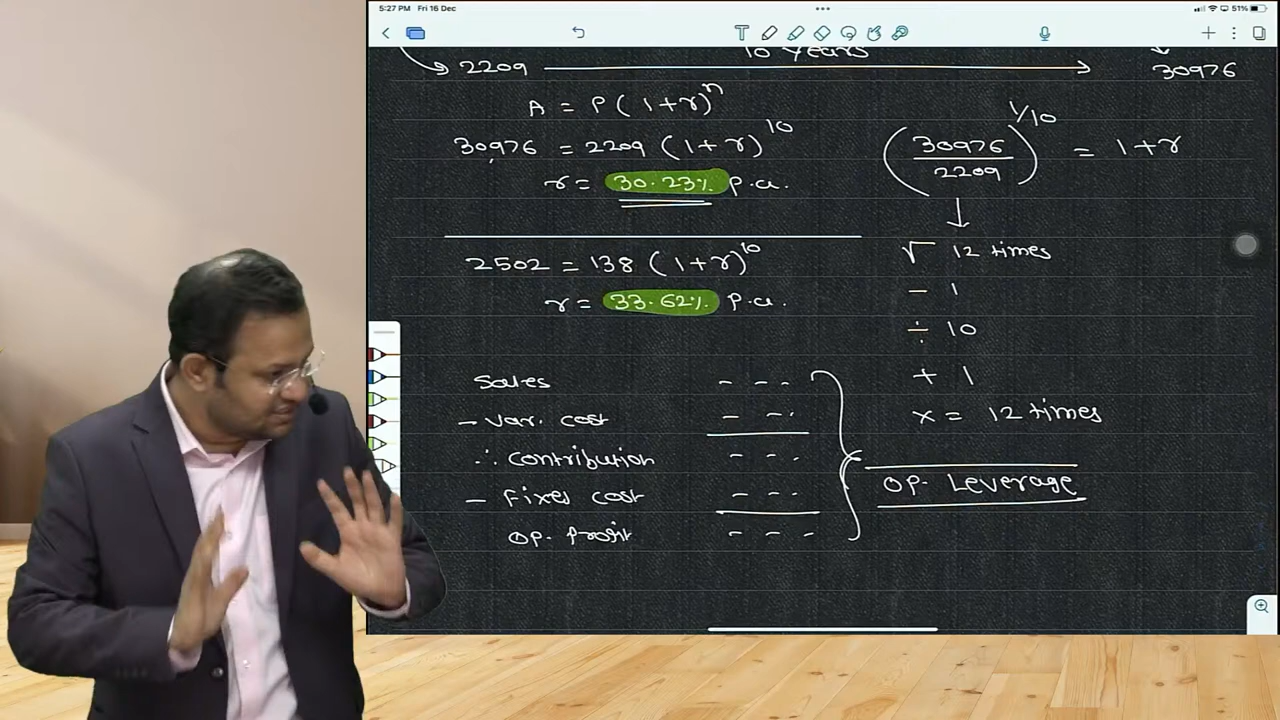 5:27 PM Fri 16 Dec
51%
10 Years
2209
30976
A = P(1+r)^n
30976 = 2209 (1+r)^10
r = 30.23% p.a.
(30976/2209)^1/10 = 1+r
2502 = 138 (1+r)^10
r = 33.62% p.a.
√ 12 times
- 1
÷ 10
+ 1
x = 12 times
Sales - - -
- Var. cost - - -
∴ contribution - - -
- Fixes cost - - -
Op. Profit - - -
Op. Leverage